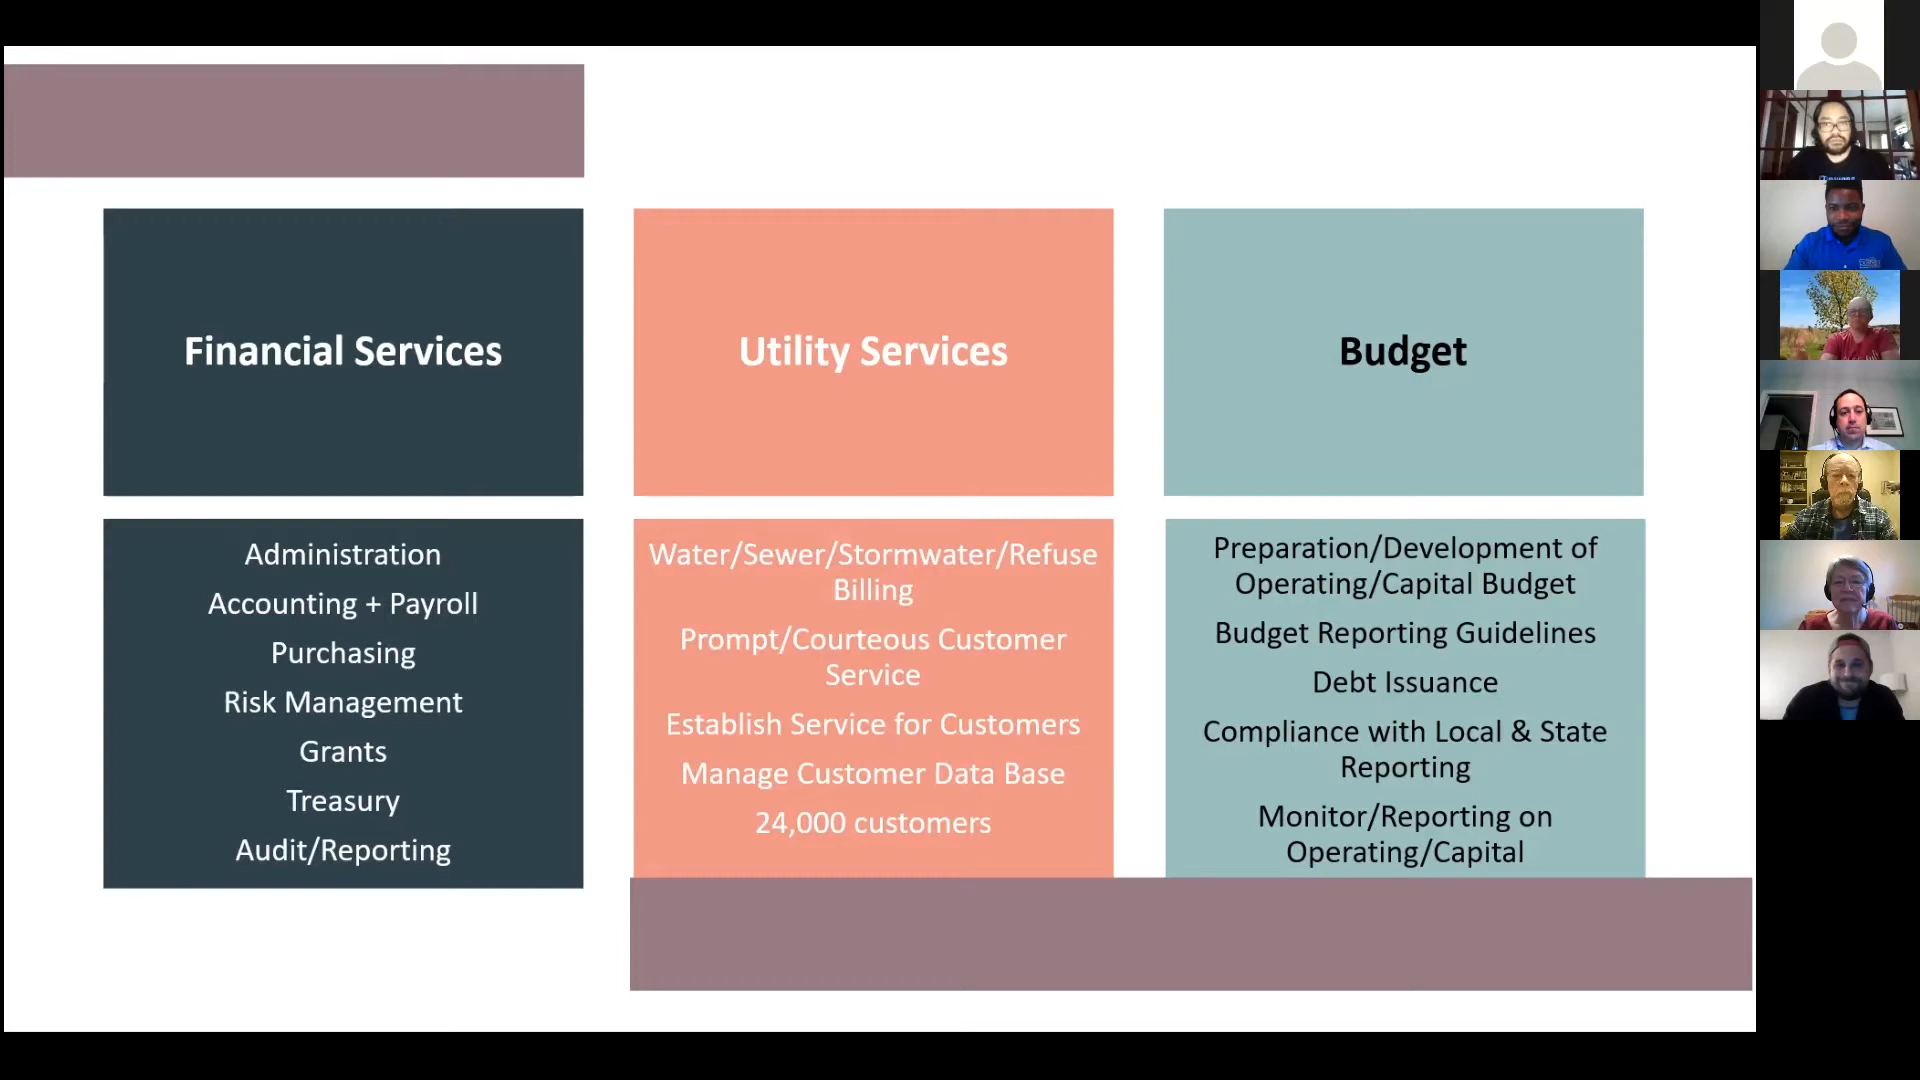 Financial Services
Administration
Accounting + Payroll
Purchasing
Risk Management
Grants
Treasury
Audit/Reporting
Utility Services
Water/Sewer/Stormwater/Refuse
Billing
Prompt/Courteous Customer
Service
Establish Service for Customers
Manage Customer Data Base
24,000 customers
Budget
Preparation/Development of
Operating/Capital Budget
Budget Reporting Guidelines
Debt Issuance
Compliance with Local & State
Reporting
Monitor/Reporting on
Operating/Capital